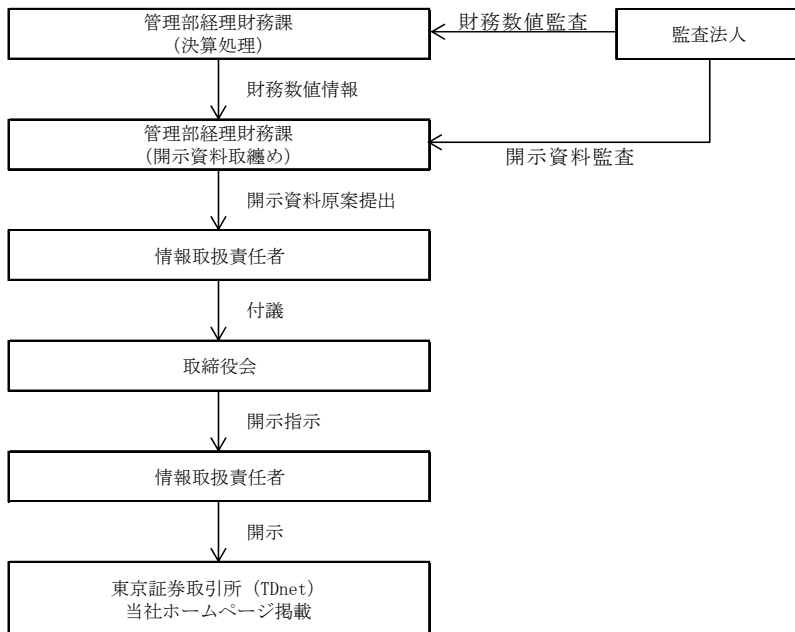 管理部経理財務課
(決算処理)
財務数値監査
監査法人
財務数値情報
管理部経理財務課
(開示資料取纏め)
開示資料監査
開示資料原案提出
情報取扱責任者
付議
取締役会
開示指示
情報取扱責任者
開示
東京証券取引所（TDnet）
当社ホームページ掲載